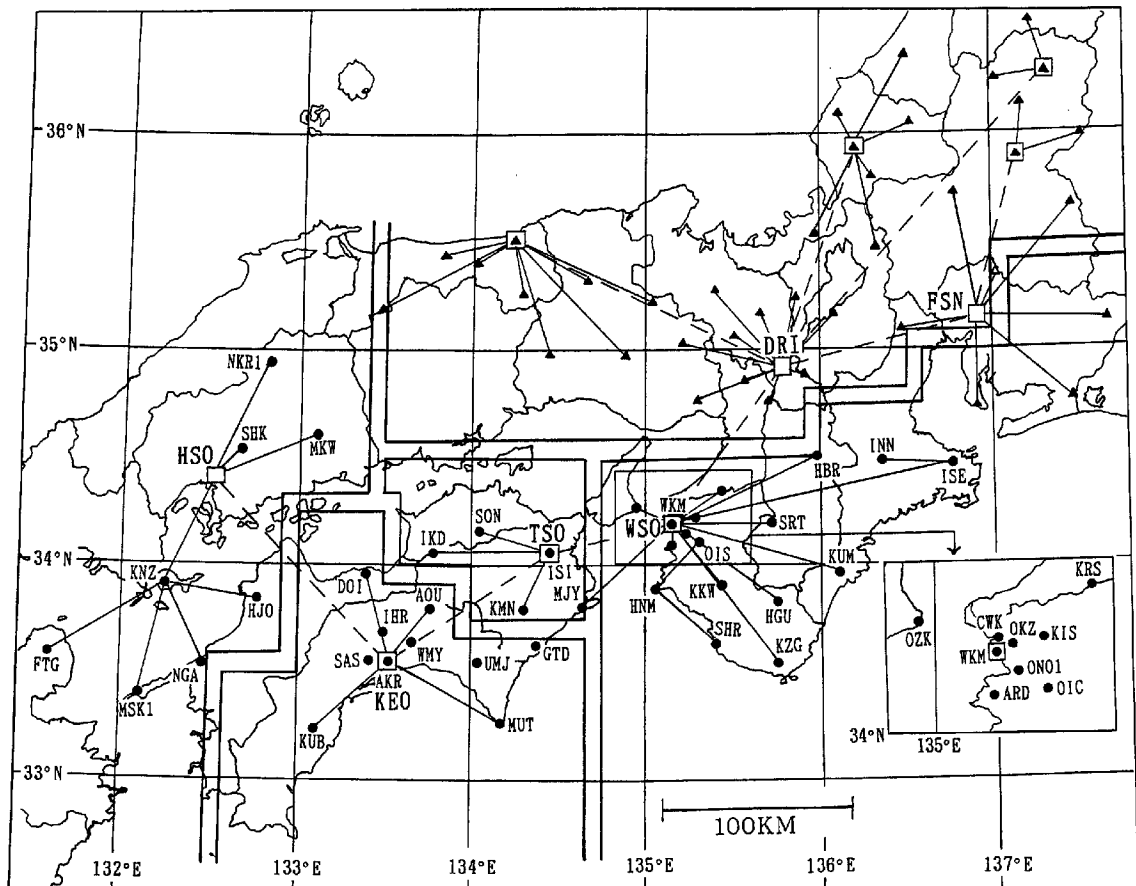 36°N
35°N
FSN
DRI
NKR1
SHK
MKW
HSO
HBR
INN
ISE
WKM
WSO
SRT
OIS
SON
TSO
IKD
ISI
34°N
KNZ
DOI
AOU
KMN
MJY
HNM
KKW
HGU
KUM
HJO
IHR
WMY
SHR
KZG
FTG
NGA
SAS
AKR
KEO
UMJ
GTD
MSK1
KUB
MUT
KRS
OZK
CWK
OKZ
KIS
WKM
ONO1
ARD
OIC
34°N
135°E
33°N
100KM
132°E
133°E
134°E
135°E
136°E
137°E